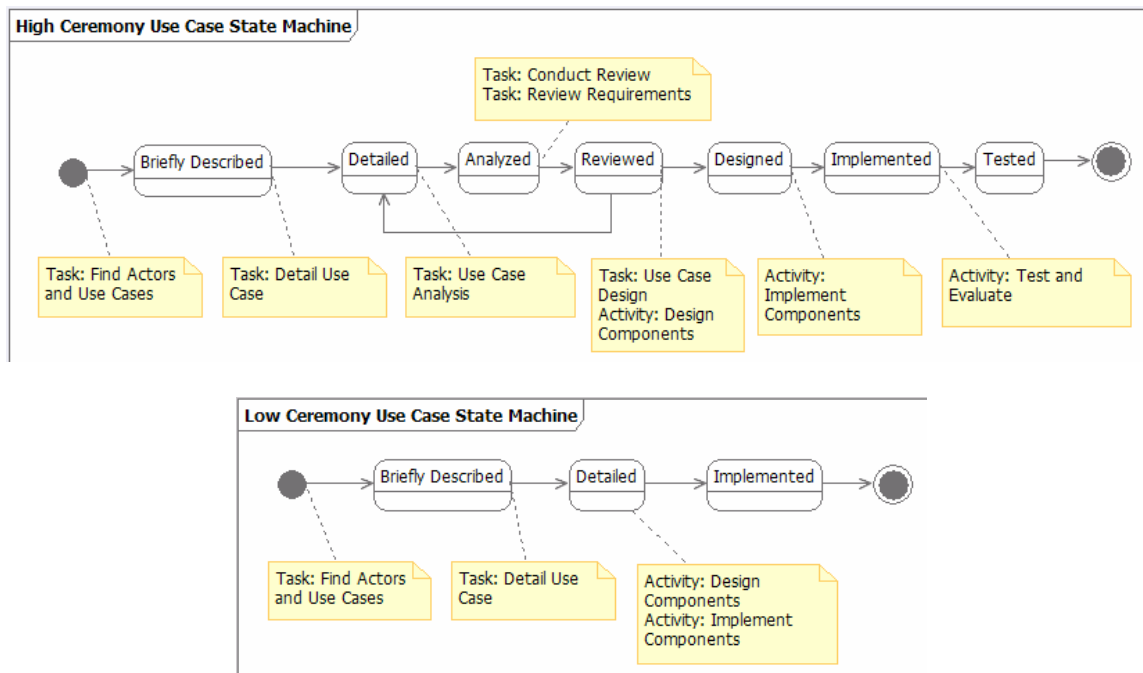 High Ceremony Use Case State Machine
Task: Conduct Review
Task: Review Requirements
Briefly Described
Detailed
Analyzed
Reviewed
Designed
Implemented
Tested
Task: Find Actors
and Use Cases
Task: Detail Use
Case
Task: Use Case
Analysis
Task: Use Case
Design
Activity: Design
Components
Activity:
Implement
Components
Activity: Test and
Evaluate
Low Ceremony Use Case State Machine
Briefly Described
Detailed
Implemented
Task: Find Actors
and Use Cases
Task: Detail Use
Case
Activity: Design
Components
Activity: Implement
Components